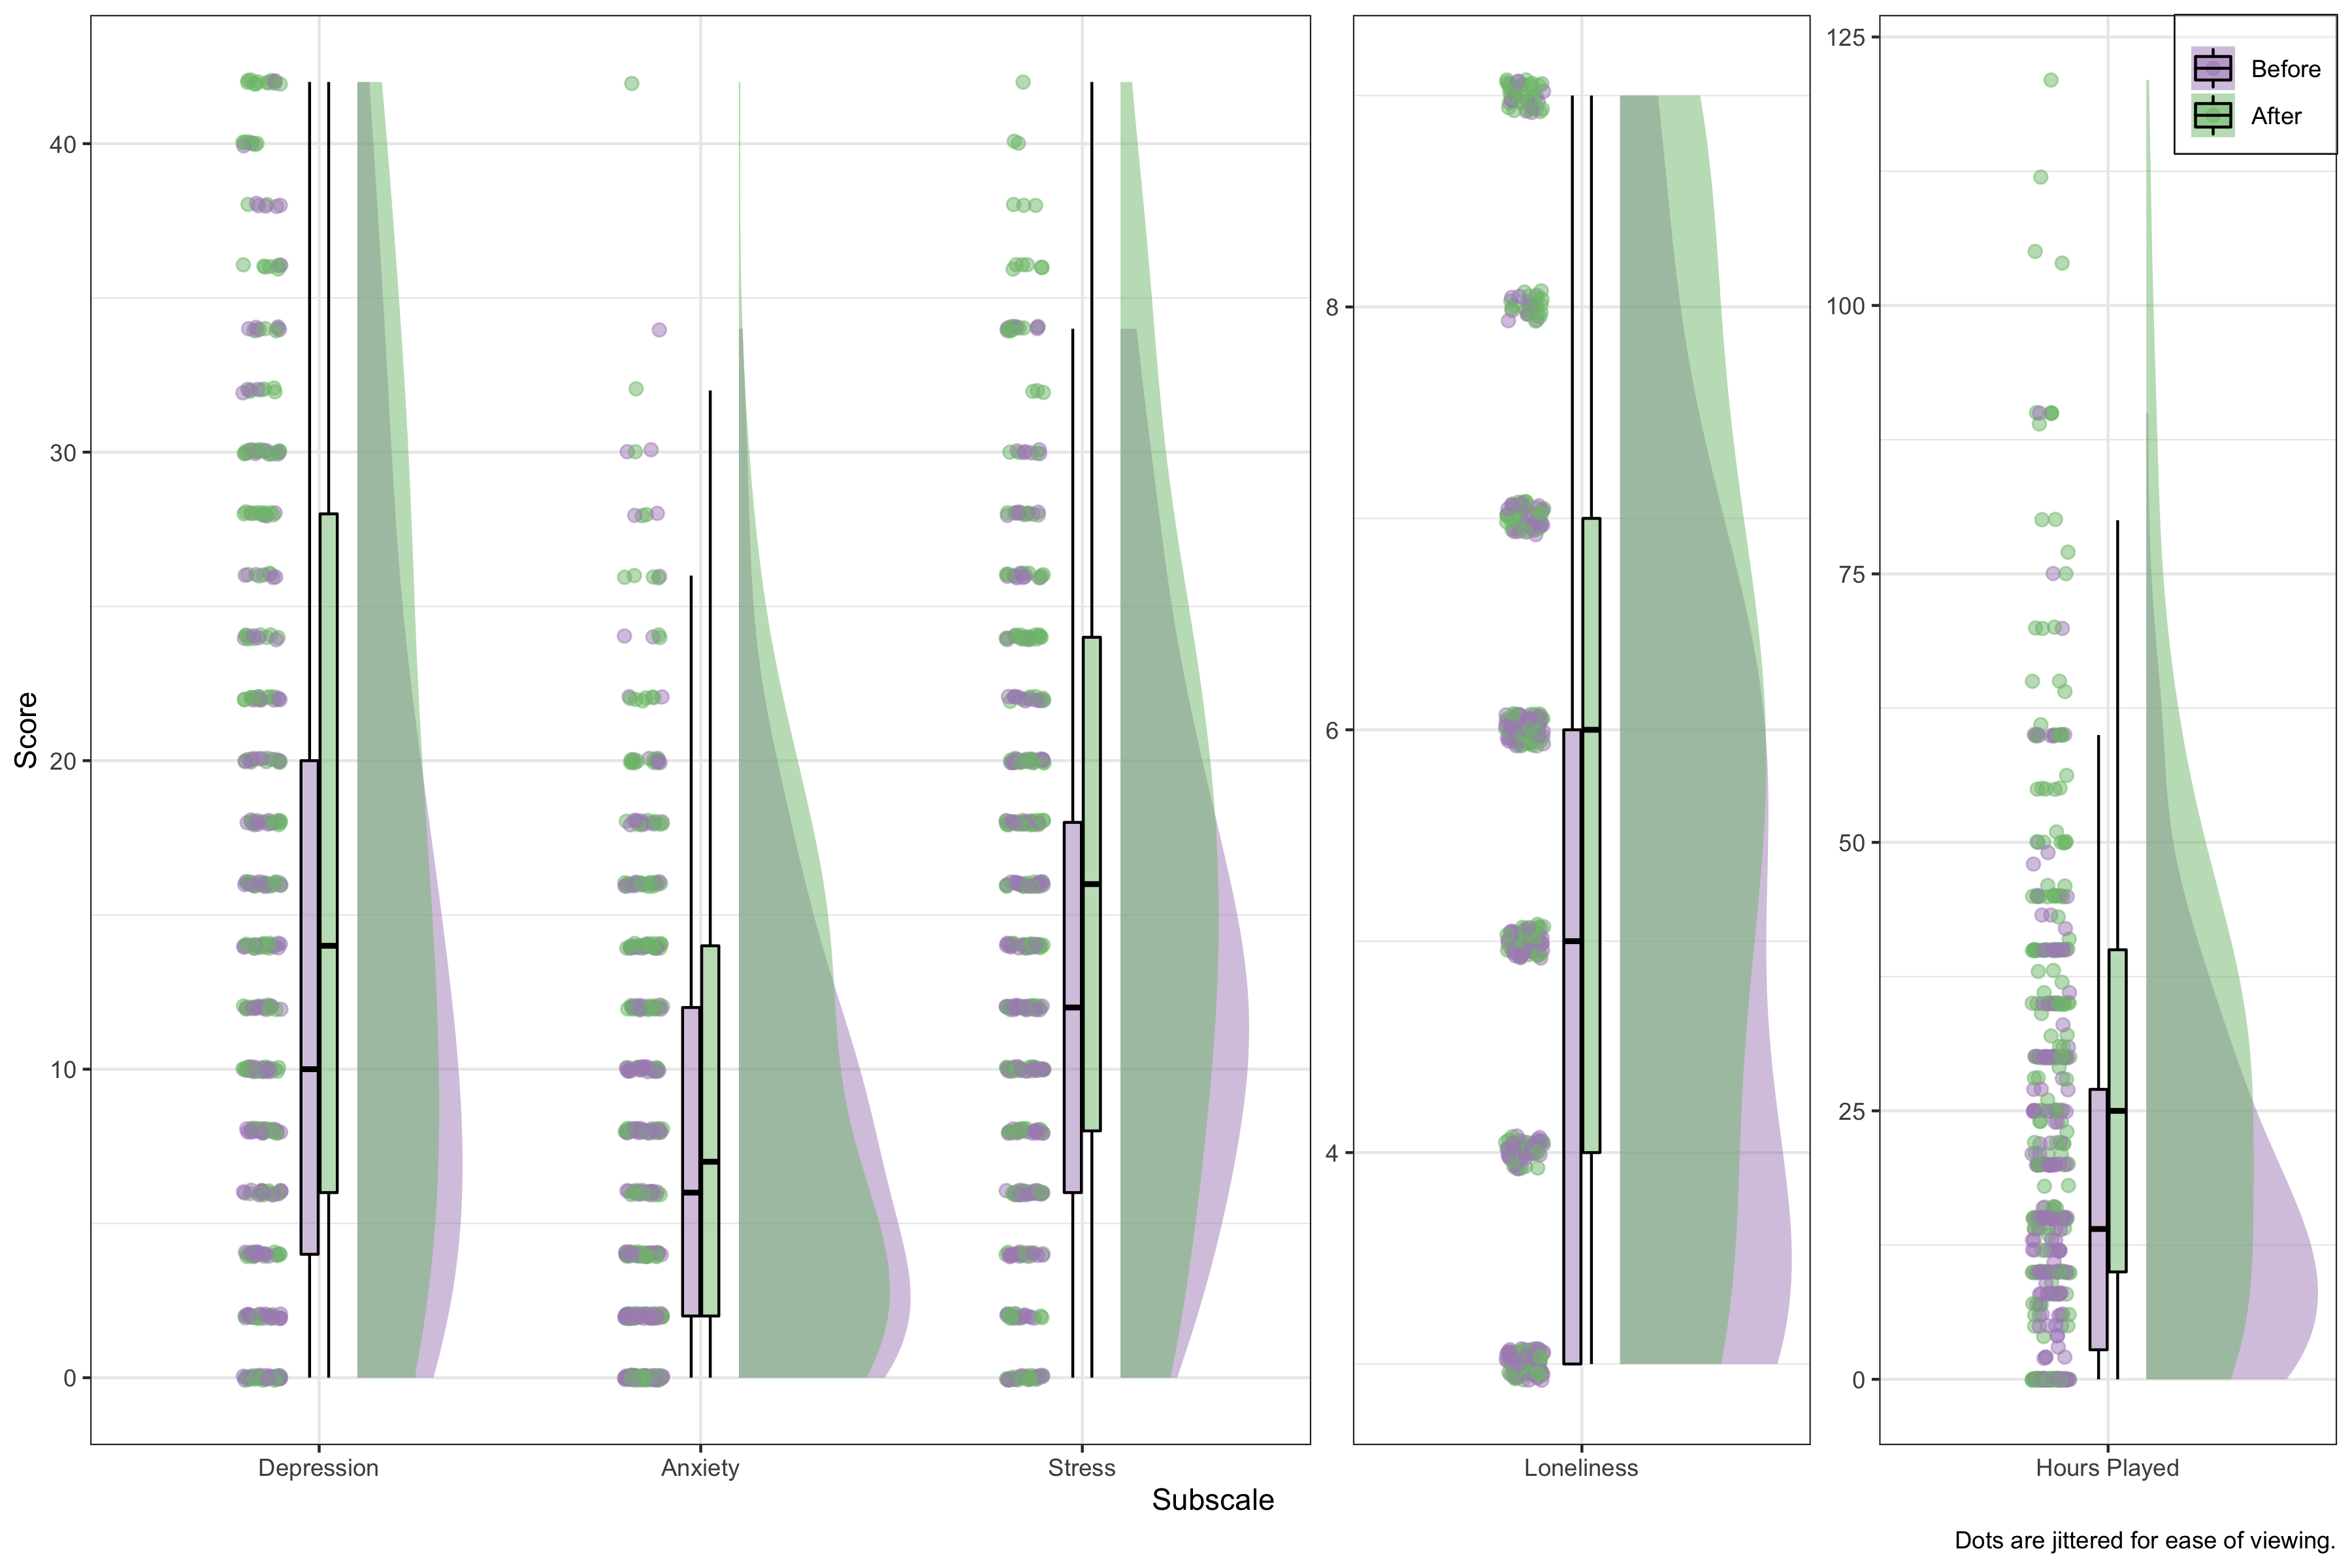 Score
40
30
20
10
0
Depression
Anxiety
Stress
8
6
4
Loneliness
125
100
75
50
25
0
Hours Played
Before
After
Subscale
Dots are jittered for ease of viewing.